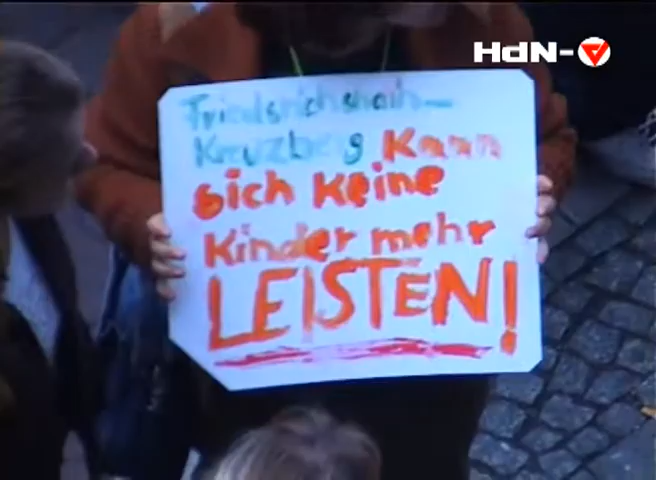 HdN-
Friedrichshain-
Kreuzberg Kann
sich Keine
Kinder mehr
LEISTEN!